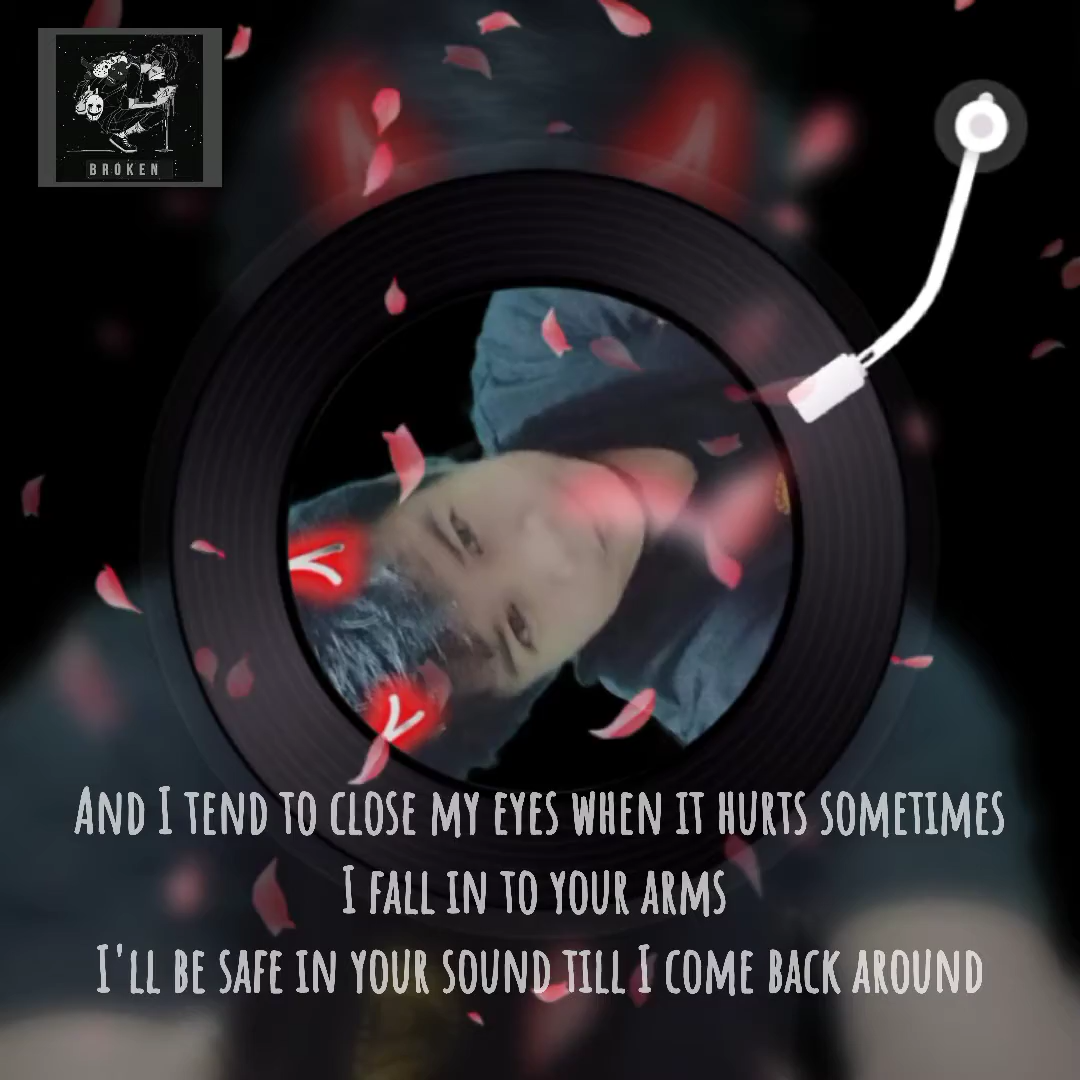 BROKEN
AND I TEND TO CLOSE MY EYES WHEN IT HURTS SOMETIMES
I FALL IN TO YOUR ARMS
I'LL BE SAFE IN YOUR SOUND TILL I COME BACK AROUND